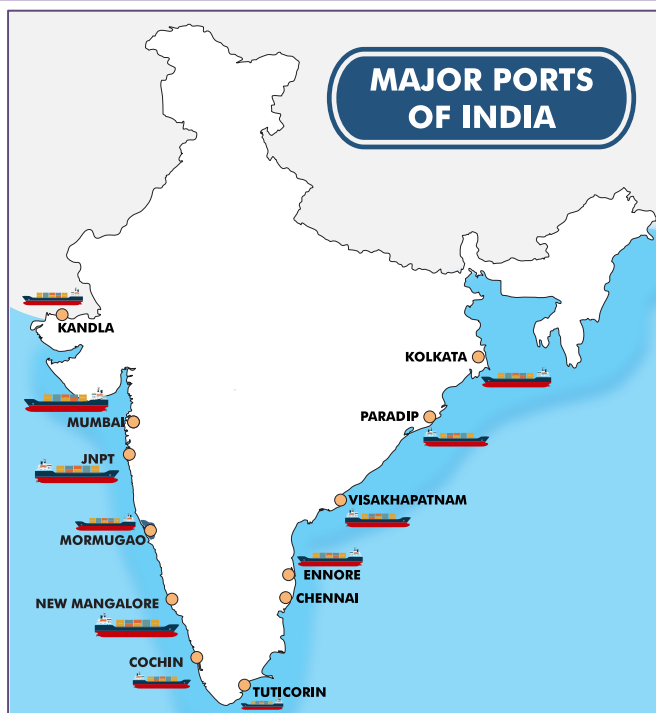 MAJOR PORTS
OF INDIA
KANDLA
KOLKATA
MUMBAI
PARADIP
JNPT
VISAKHAPATNAM
MORMUGAO
ENNORE
CHENNAI
NEW MANGALORE
COCHIN
TUTICORIN